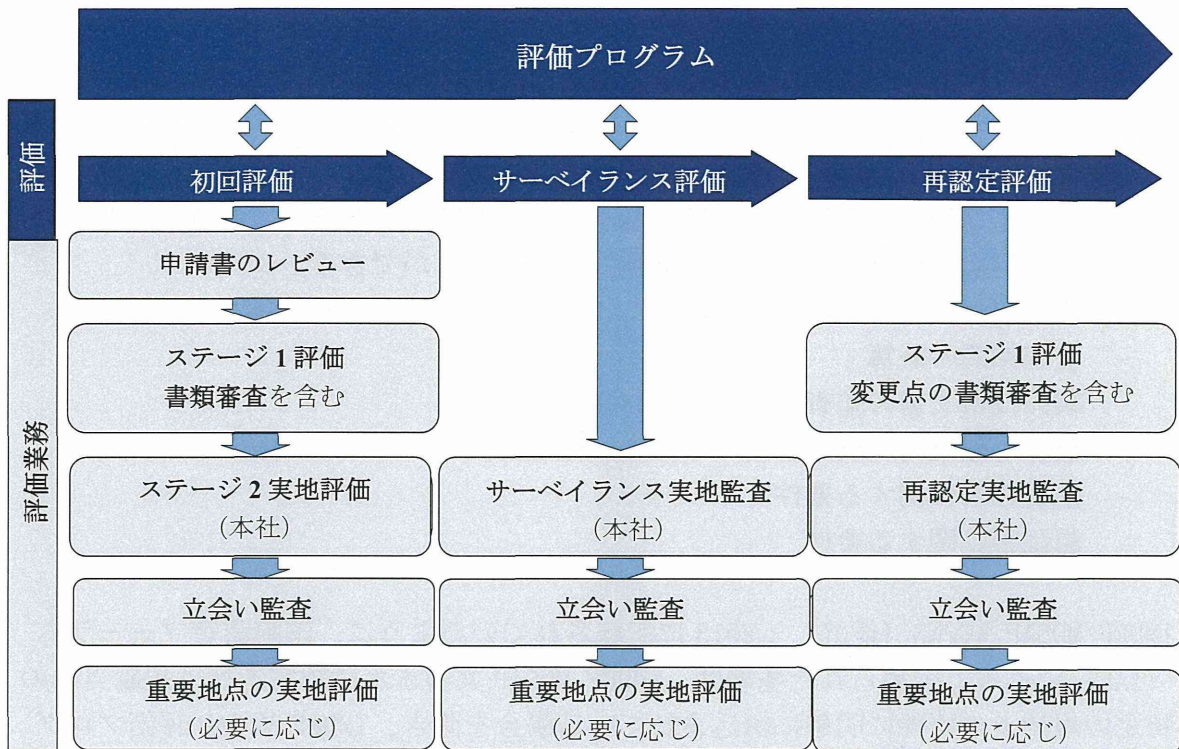 評価プログラム
評価
初回評価
サーベイランス評価
再認定評価
評価業務
申請書のレビュー
ステージ 1 評価
書類審査を含む
ステージ 2 実地評価
(本社)
立会い監査
重要地点の実地評価
(必要に応じ)
サーベイランス実地監査
(本社)
立会い監査
重要地点の実地評価
(必要に応じ)
ステージ 1 評価
変更点の書類審査を含む
再認定実地監査
(本社)
立会い監査
重要地点の実地評価
(必要に応じ)